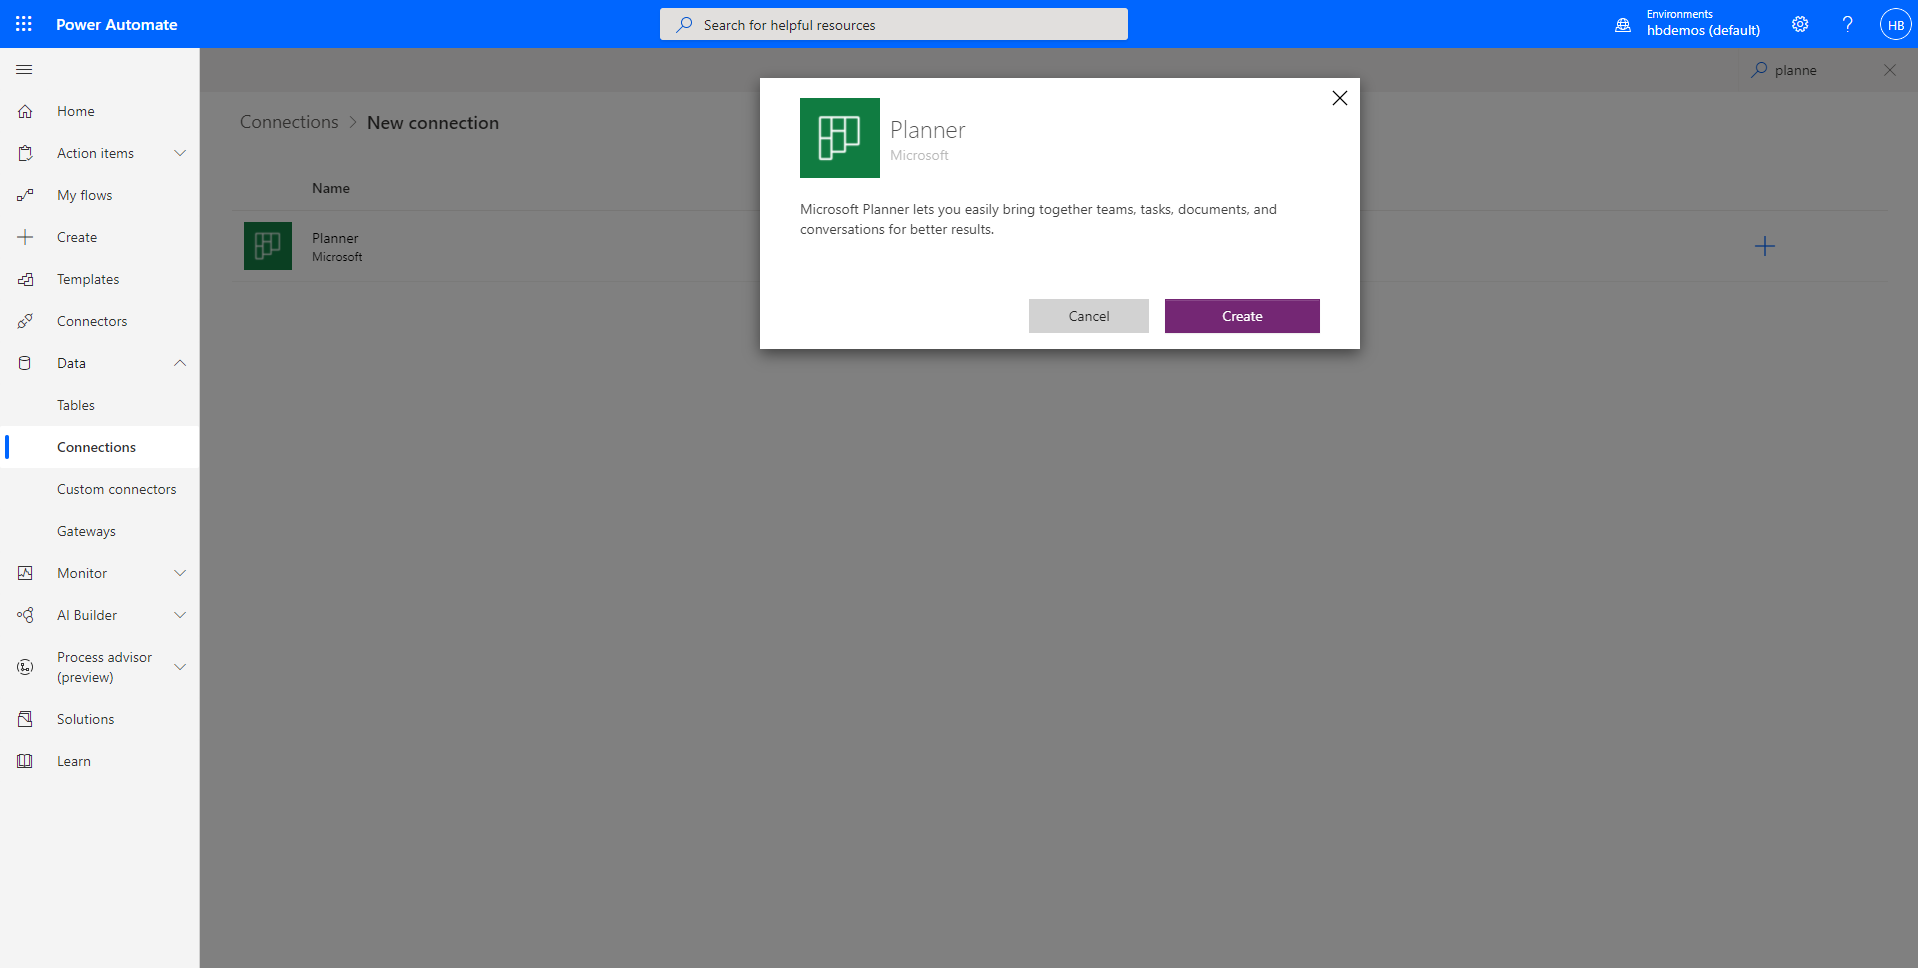 Power Automate
Search for helpful resources
Environments
hbdemos (default)
?
HB
planne
Home
Action items
My flows
Create
Templates
Connectors
Data
Tables
Connections
Custom connectors
Gateways
Monitor
AI Builder
Process advisor
(preview)
Solutions
Learn
Connections > New connection
Name
Planner
Microsoft
Planner
Microsoft
Microsoft Planner lets you easily bring together teams, tasks, documents, and
conversations for better results.
Cancel
Create